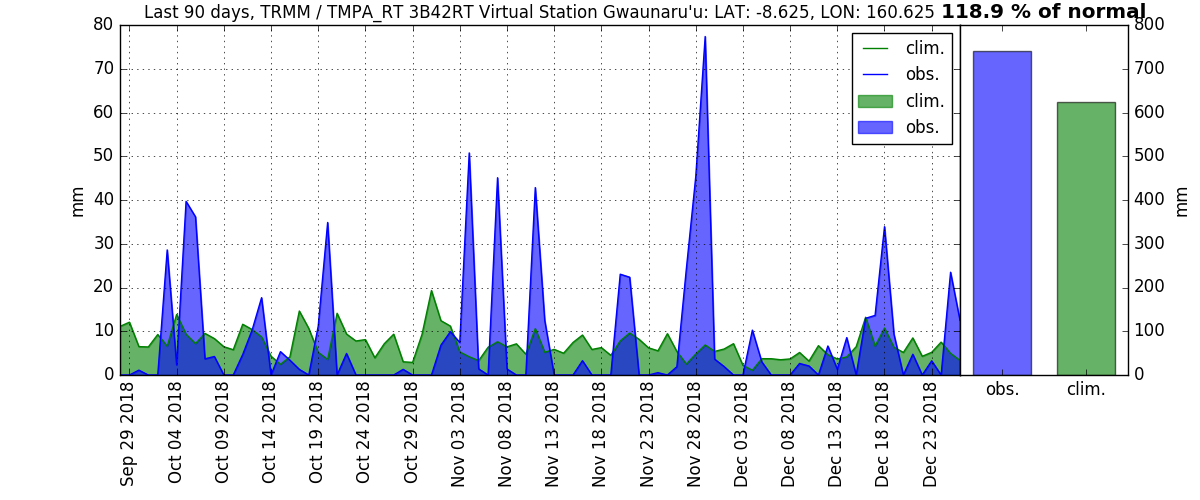 Last 90 days, TRMM / TMPA_RT 3B42RT Virtual Station Gwaunaru'u: LAT: -8.625, LON: 160.625 118.9 % of normal
80
70
60
50
40
30
20
10
0
mm
clim.
obs.
clim.
obs.
800
700
600
500
400
300
200
100
0
mm
obs.
clim.
Sep 29 2018
Oct 04 2018
Oct 09 2018
Oct 14 2018
Oct 19 2018
Oct 24 2018
Oct 29 2018
Nov 03 2018
Nov 08 2018
Nov 13 2018
Nov 18 2018
Nov 23 2018
Nov 28 2018
Dec 03 2018
Dec 08 2018
Dec 13 2018
Dec 18 2018
Dec 23 2018